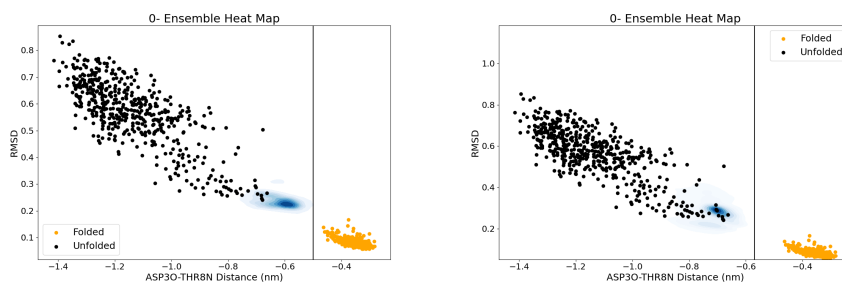 0- Ensemble Heat Map
0.8
0.7
0.6
0.5
0.4
0.3
0.2
0.1
RMSD
Folded
Unfolded
−1.4 −1.2 −1.0 −0.8 −0.6 −0.4
ASP3O-THR8N Distance (nm)
0- Ensemble Heat Map
1.0
0.8
0.6
0.4
0.2
RMSD
Folded
Unfolded
−1.4 −1.2 −1.0 −0.8 −0.6 −0.4
ASP3O-THR8N Distance (nm)